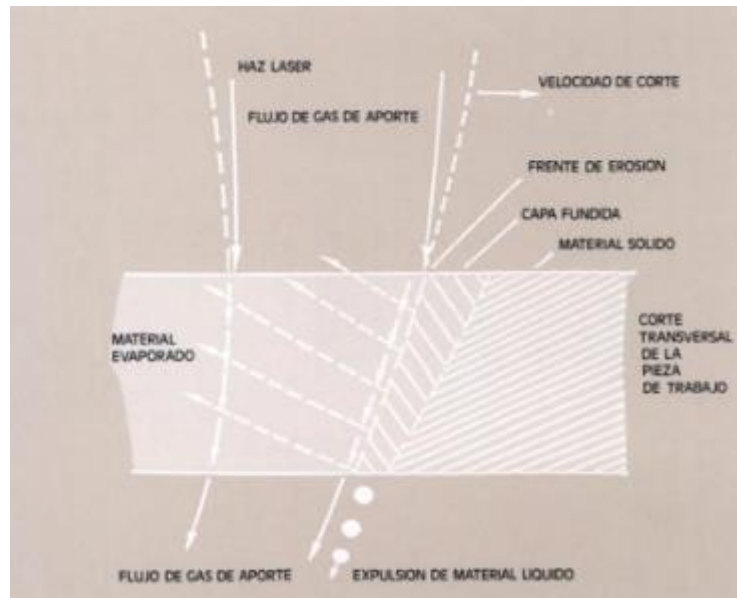 HAZ LASER
VELOCIDAD DE CORTE
FLUJO DE GAS DE APORTE
FRENTE DE EROSIÓN
CAPA FUNDIDA
MATERIAL SOLIDO
MATERIAL
EVAPORADO
CORTE
TRANSVERSAL
DE LA
PIEZA
DE TRABAJO
FLUJO DE GAS DE APORTE
EXPULSION DE MATERIAL LIQUIDO